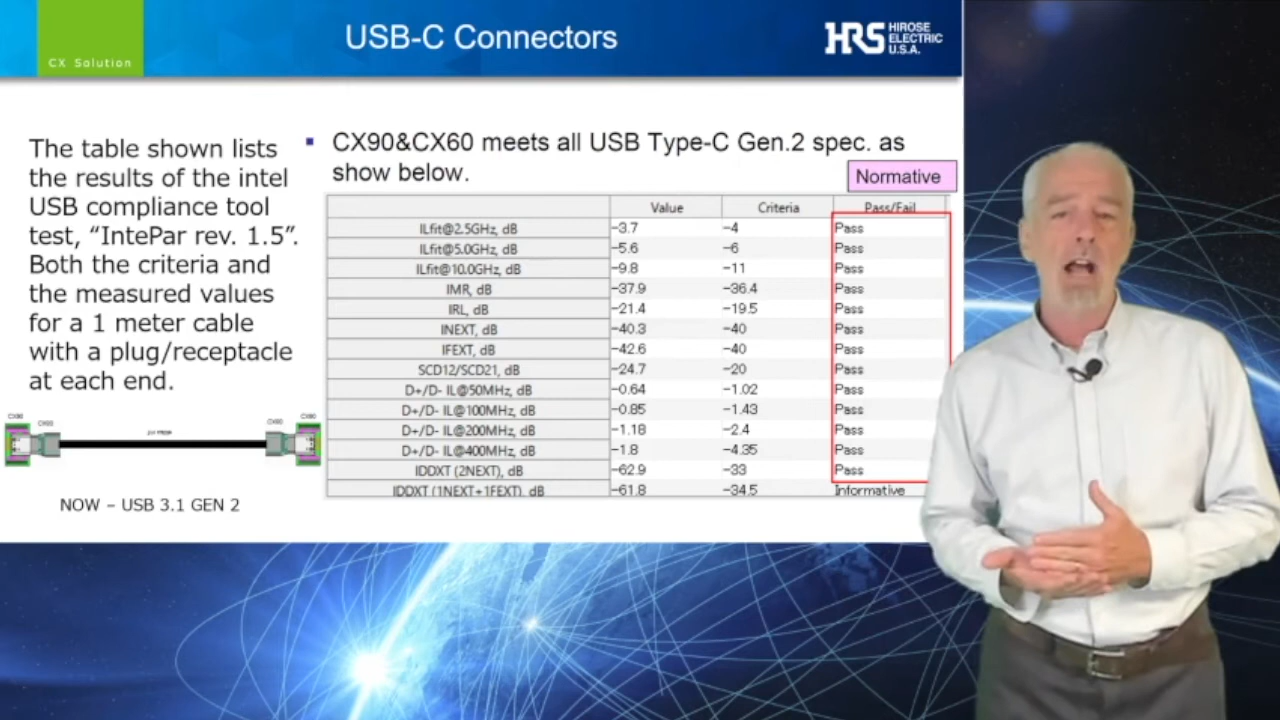 CX Solution
USB-C Connectors
HRS HIROSE
ELECTRIC
U.S.A.
The table shown lists
the results of the intel
USB compliance tool
test, “IntePar rev. 1.5”.
Both the criteria and
the measured values
for a 1 meter cable
with a plug/receptacle
at each end.
▪ CX90&CX60 meets all USB Type-C Gen.2 spec. as
show below.
Normative
Value Criteria Pass/Fail
ILfit@2.5GHz, dB -3.7 -4 Pass
ILfit@5.0GHz, dB -5.6 -6 Pass
ILfit@10.0GHz, dB -9.8 -11 Pass
IMR, dB -37.9 -36.4 Pass
IRL, dB -21.4 -19.5 Pass
INEXT, dB -40.3 -40 Pass
IFEXT, dB -42.6 -40 Pass
SCD12/SCD21, dB -24.7 -20 Pass
D+/D- IL@50MHz, dB -0.64 -1.02 Pass
D+/D- IL@100MHz, dB -0.85 -1.43 Pass
D+/D- IL@200MHz, dB -1.18 -2.4 Pass
D+/D- IL@400MHz, dB -1.8 -4.35 Pass
IDDXT (2NEXT), dB -62.9 -33 Pass
IDDXT (1NEXT+1FEXT), dB -61.8 -34.5 Informative
CX90 CX60 CX60 CX90
NOW – USB 3.1 GEN 2